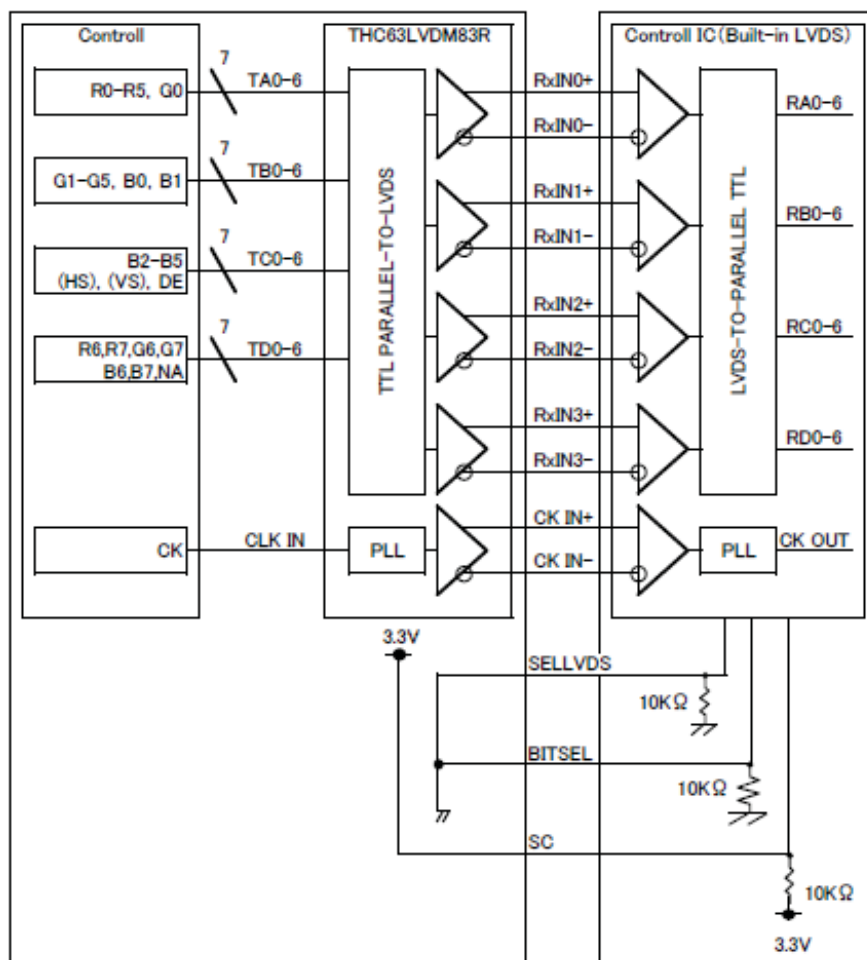 Controll
THC63LVDM83R
Controll IC(Built-in LVDS)
R0-R5, G0
7
TA0-6
RxIN0+
RxIN0-
RA0-6
G1-G5, B0, B1
7
TB0-6
RxIN1+
RxIN1-
RB0-6
B2-B5
(HS), (VS), DE
7
TC0-6
RxIN2+
RxIN2-
RC0-6
R6,R7,G6,G7
B6,B7,NA
7
TD0-6
RxIN3+
RxIN3-
RD0-6
TTL PARALLEL-TO-LVDS
LVDS-TO-PARALLEL TTL
CK
CLK IN
PLL
CK IN+
CK IN-
PLL
CK OUT
3.3V
SELLVDS
10KΩ
BITSEL
10KΩ
SC
10KΩ
3.3V